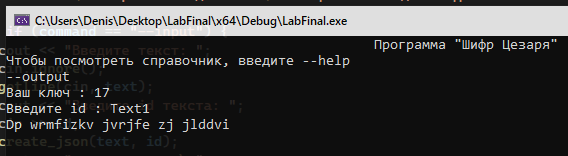 C:\Users\Denis\Desktop\LabFinal\x64\Debug\LabFinal.exe
Программа "Шифр Цезаря"
Чтобы посмотреть справочник, введите --help
--output
Ваш ключ : 17
Введите id : Text1
Dp wrmfizkv jvrjfe zj jlddvi